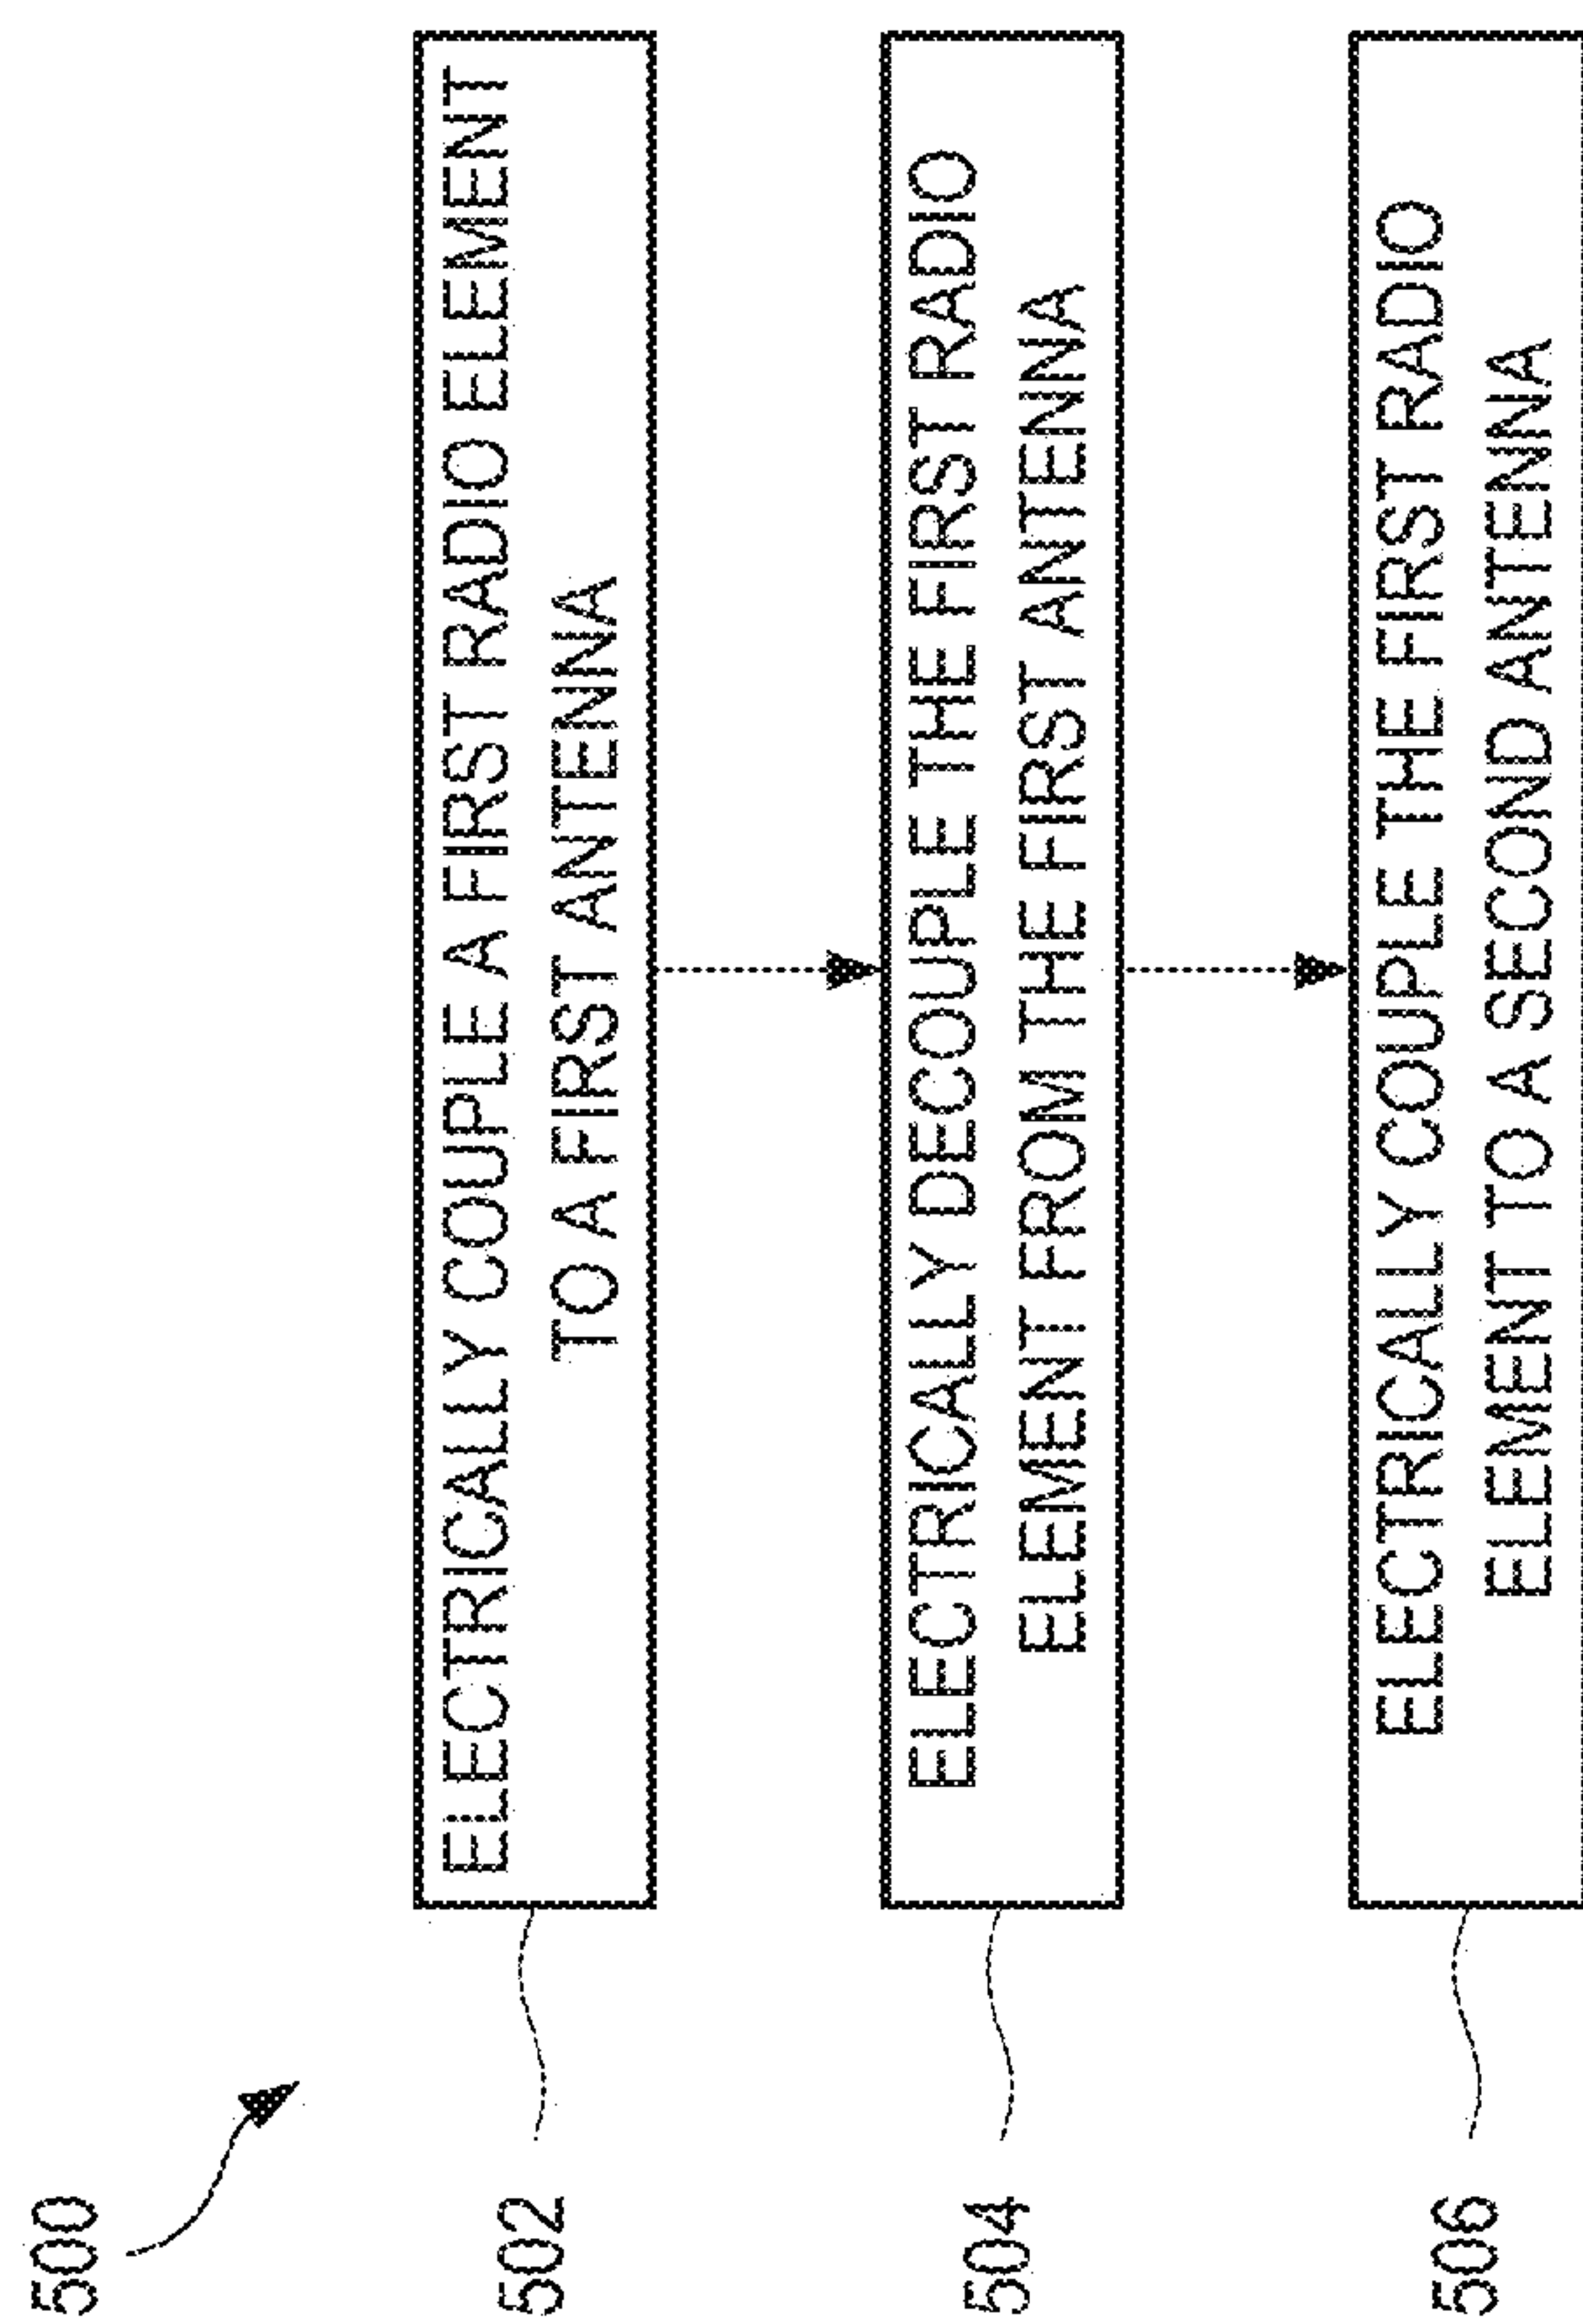 500
502
ELECTRICALLY COUPLE A FIRST RADIO ELEMENT
TO A FIRST ANTENNA
504
ELECTRICALLY DECOUPLE THE FIRST RADIO
ELEMENT FROM THE FIRST ANTENNA
506
ELECTRICALLY COUPLE THE FIRST RADIO
ELEMENT TO A SECOND ANTENNA